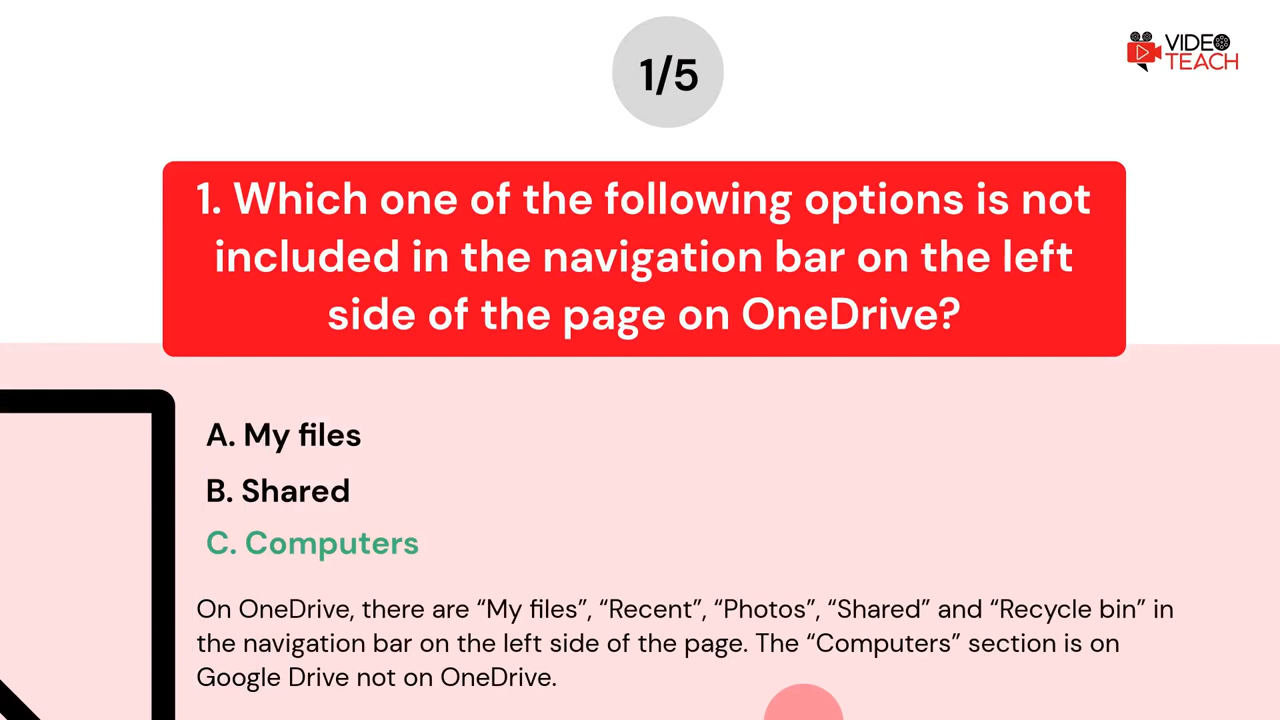 1/5
VIDEO
TEACH
1. Which one of the following options is not
included in the navigation bar on the left
side of the page on OneDrive?
A. My files
B. Shared
C. Computers
On OneDrive, there are “My files”, “Recent”, “Photos”, “Shared” and “Recycle bin” in
the navigation bar on the left side of the page. The “Computers” section is on
Google Drive not on OneDrive.